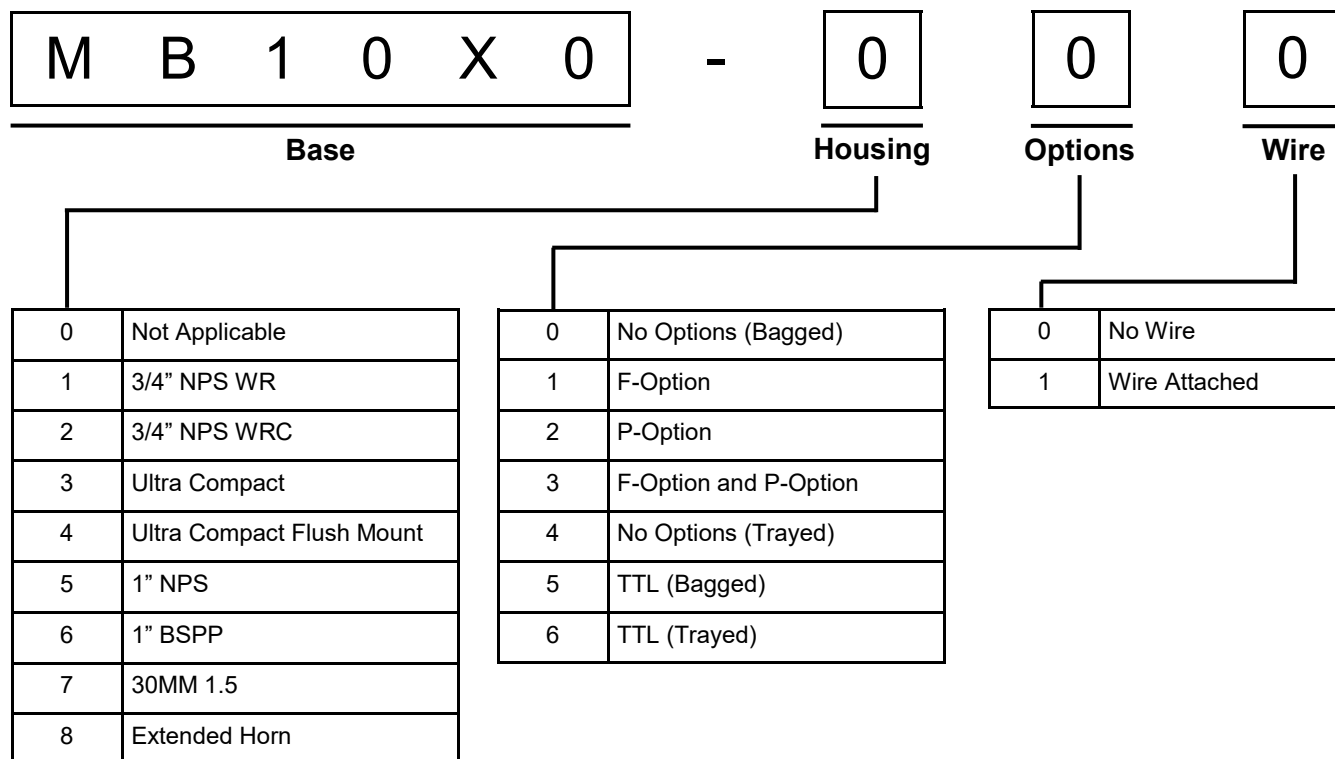 M B 1 0 X 0 - 0 0 0
Base Housing Options Wire
0 Not Applicable
1 3/4” NPS WR
2 3/4” NPS WRC
3 Ultra Compact
4 Ultra Compact Flush Mount
5 1” NPS
6 1” BSPP
7 30MM 1.5
8 Extended Horn
0 No Options (Bagged)
1 F-Option
2 P-Option
3 F-Option and P-Option
4 No Options (Trayed)
5 TTL (Bagged)
6 TTL (Trayed)
0 No Wire
1 Wire Attached